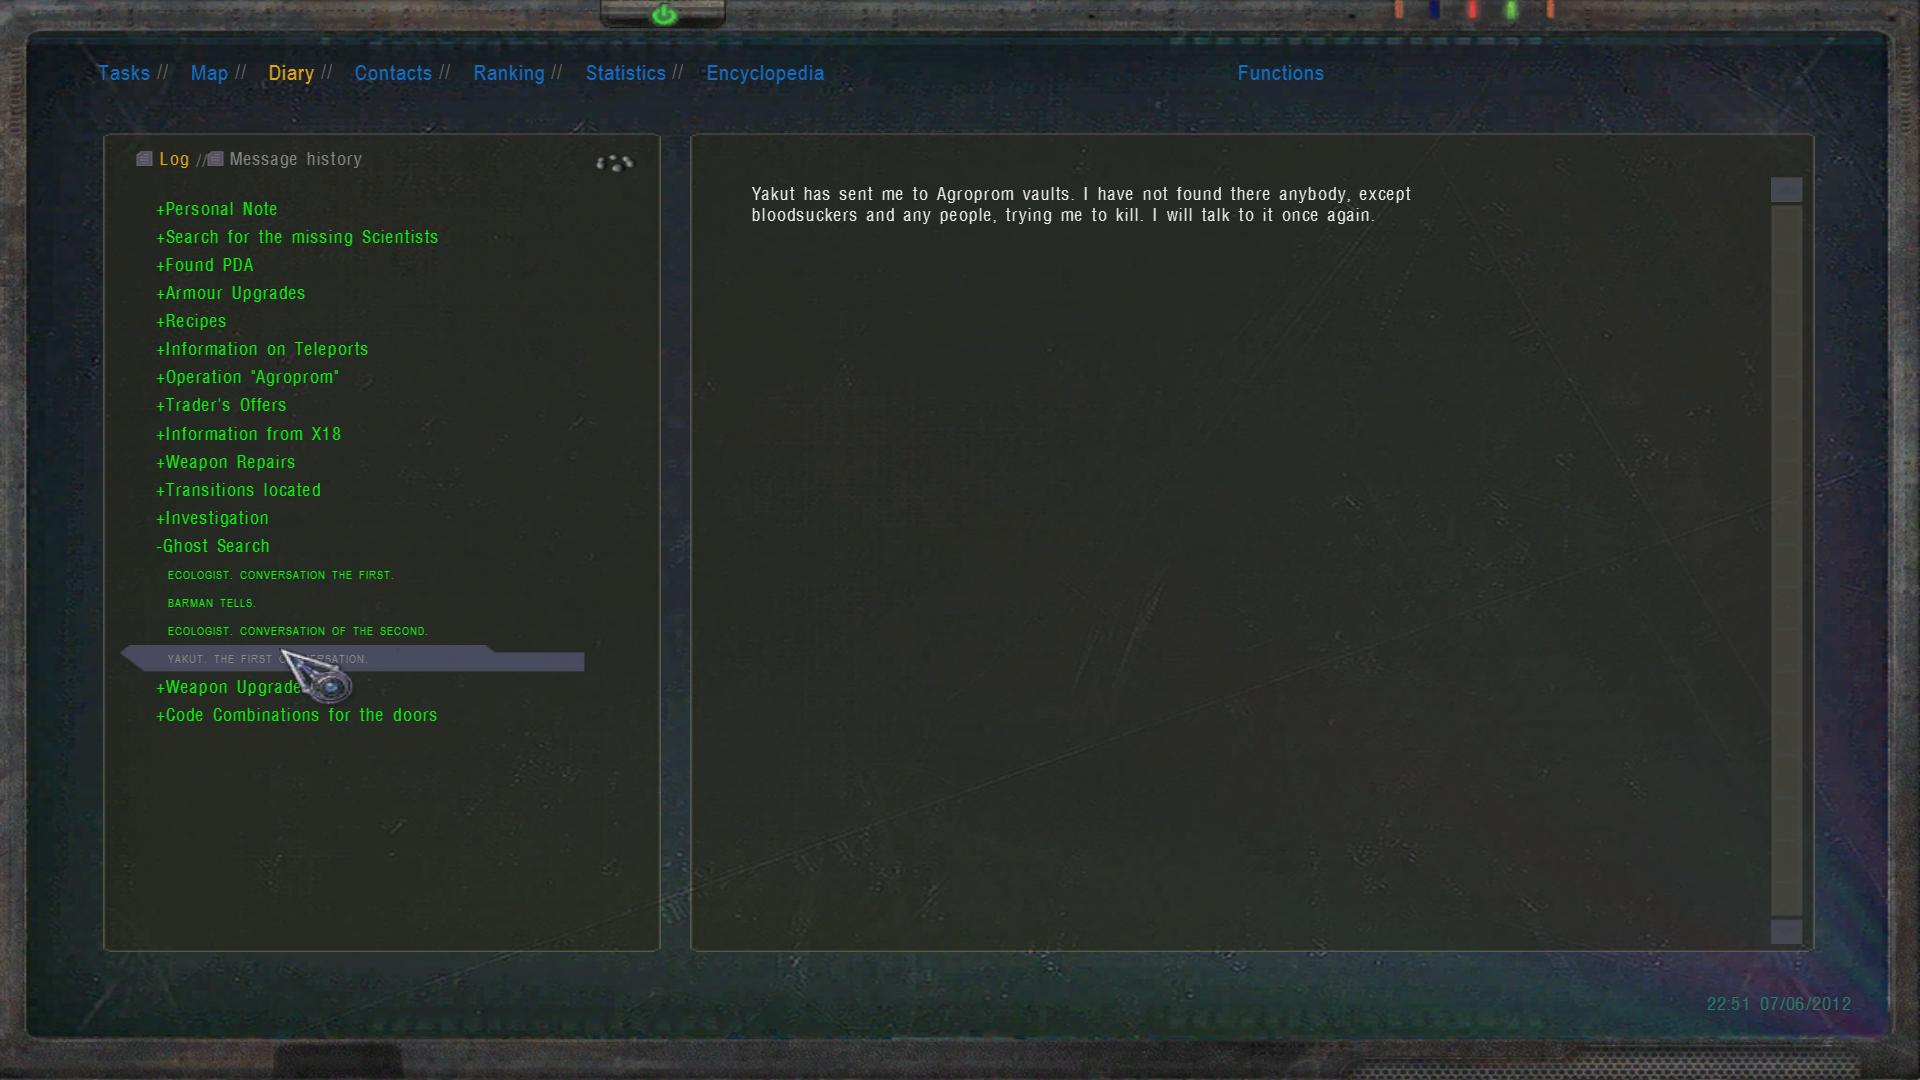 Tasks // Map // Diary // Contacts // Ranking // Statistics // Encyclopedia Functions
Log // Message history
+Personal Note
+Search for the missing Scientists
+Found PDA
+Armour Upgrades
+Recipes
+Information on Teleports
+Operation "Agroprom"
+Trader's Offers
+Information from X18
+Weapon Repairs
+Transitions located
+Investigation
-Ghost Search
ECOLOGIST. CONVERSATION THE FIRST.
BARMAN TELLS.
ECOLOGIST. CONVERSATION OF THE SECOND.
YAKUT. THE FIRST CONVERSATION.
+Weapon Upgrade
+Code Combinations for the doors
Yakut has sent me to Agroprom vaults. I have not found there anybody, except
bloodsuckers and any people, trying me to kill. I will talk to it once again.
22:51 07/06/2012